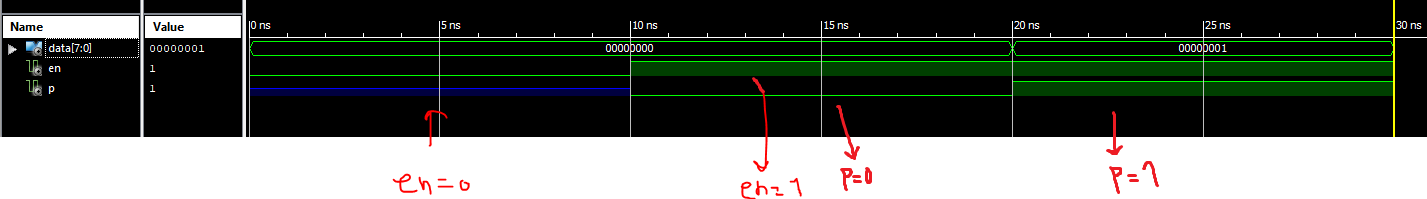 Name Value 0 ns 5 ns 10 ns 15 ns 20 ns 25 ns 30 ns
data[7:0] 00000001 00000000 00000001
en 1
p 1
en=0 en=1 P=0 P=1